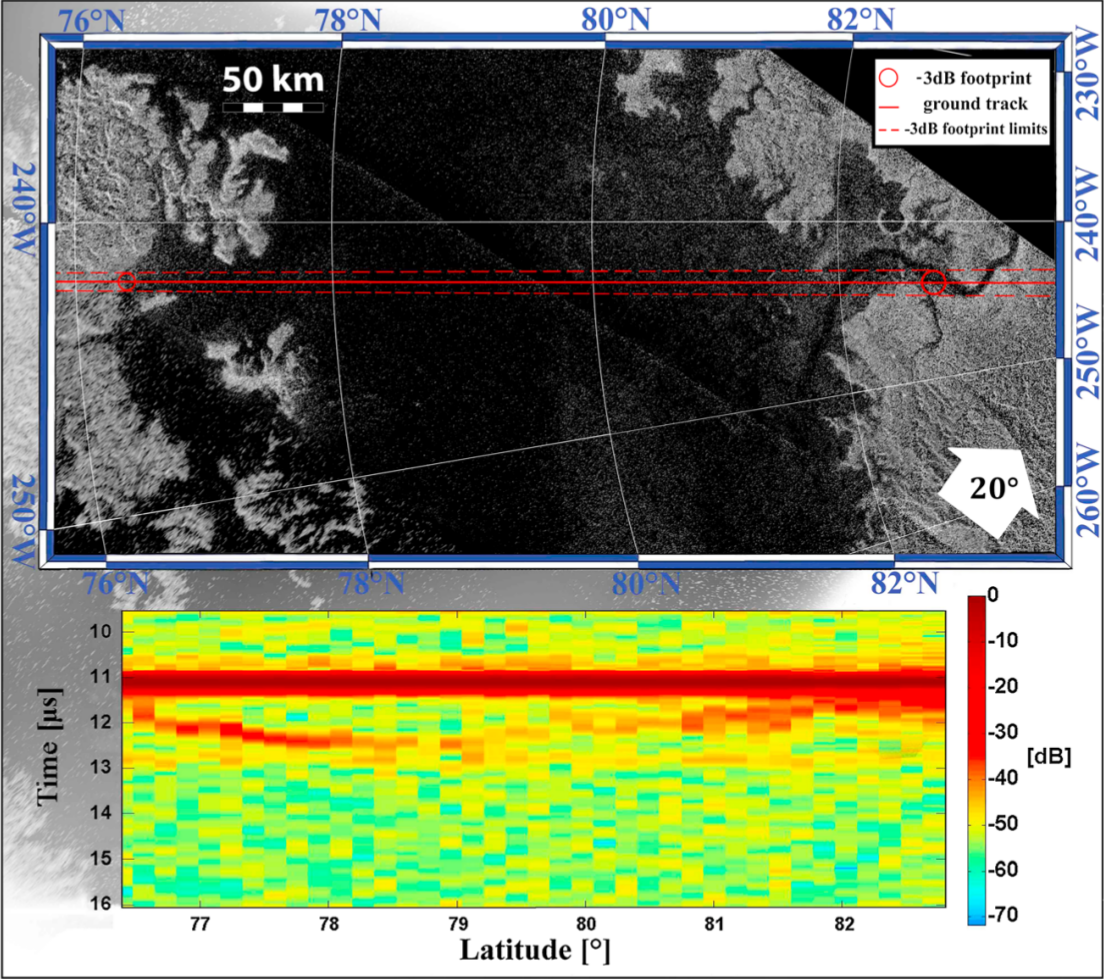 76°N 78°N 80°N 82°N
50 km
-3dB footprint
ground track
-3dB footprint limits
230°W
240°W
240°W
250°W
250°W
260°W
20°
76°N 78°N 80°N 82°N
0
-10
-20
-30
-40
-50
-60
-70
[dB]
10
11
12
13
14
15
16
Time [μs]
77 78 79 80 81 82
Latitude [°]